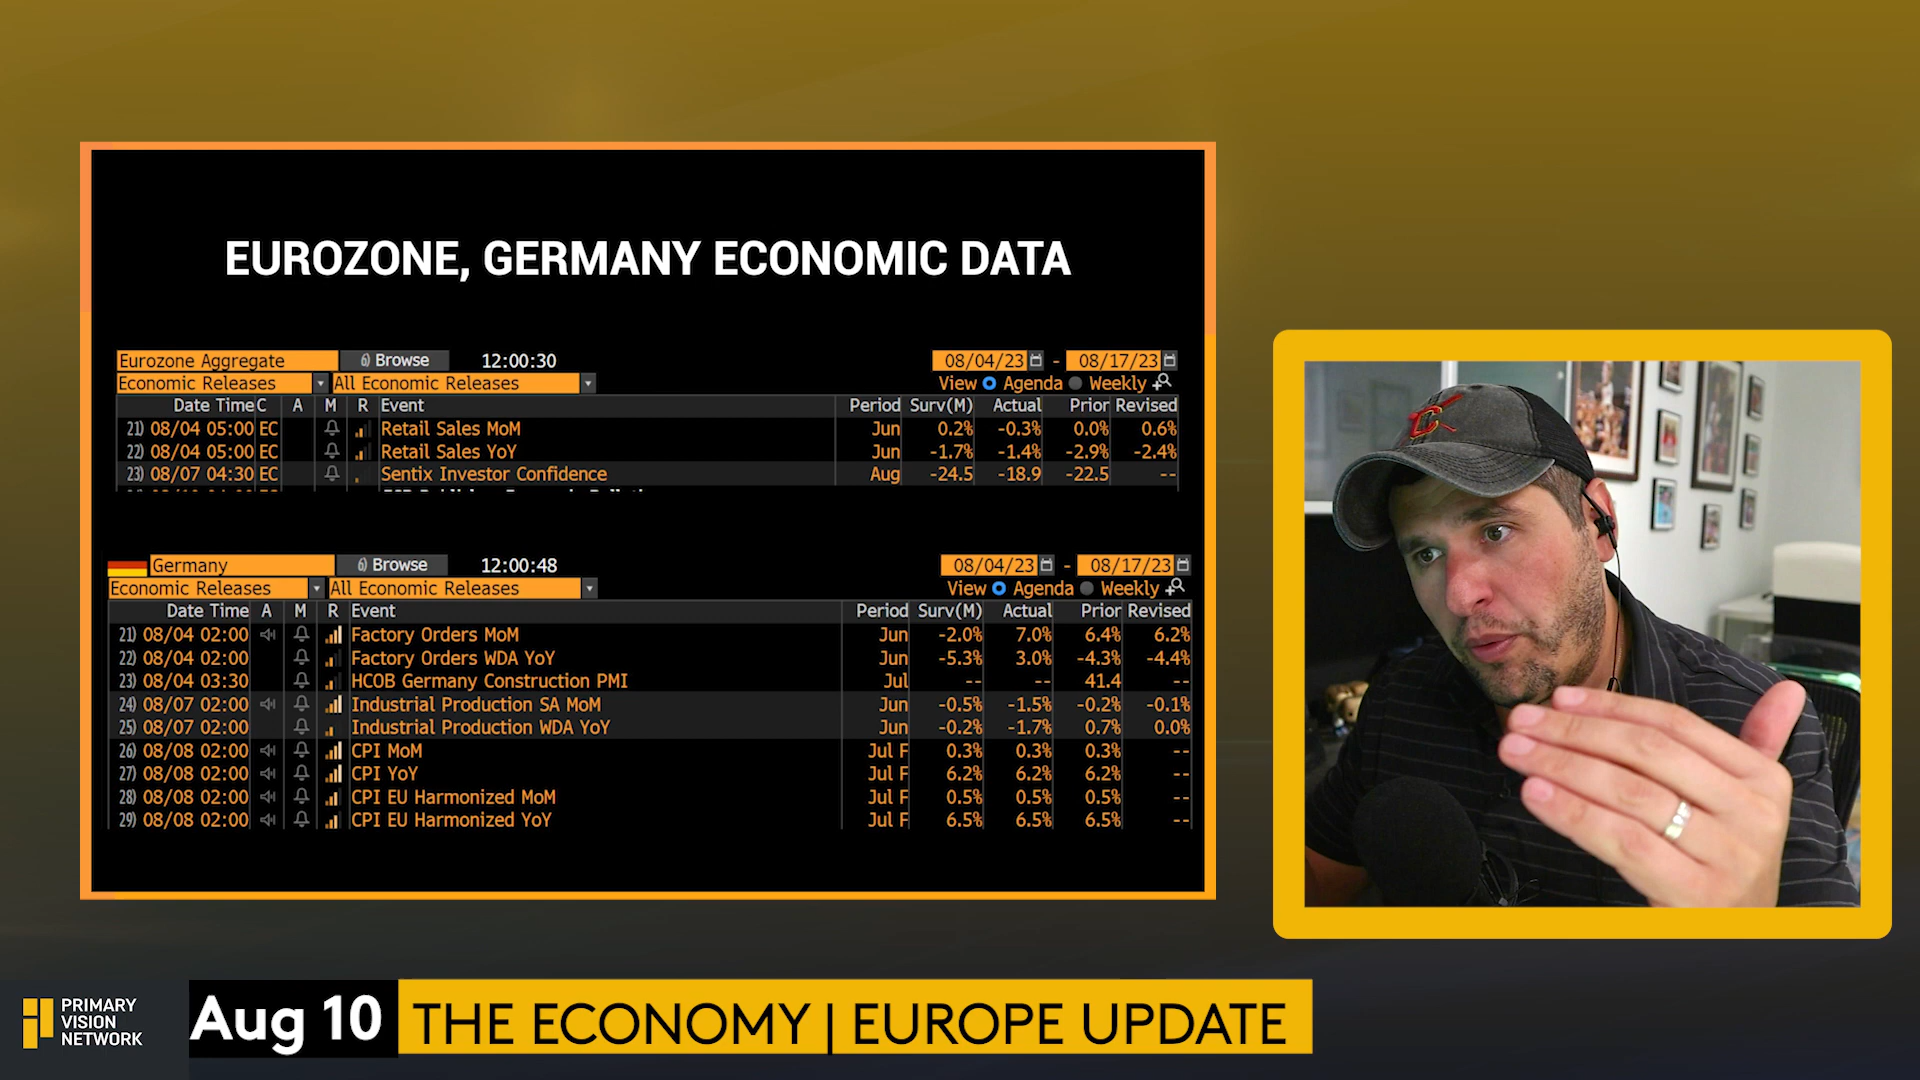 EUROZONE, GERMANY ECONOMIC DATA
Eurozone Aggregate 6) Browse 12:00:30 08/04/23 - 08/17/23
Economic Releases All Economic Releases View Agenda Weekly
Date Time C A M R Event Period Surv(M) Actual Prior Revised
21) 08/04 05:00 EC Retail Sales MoM Jun 0.2% -0.3% 0.0% 0.6%
22) 08/04 05:00 EC Retail Sales YoY Jun -1.7% -1.4% -2.9% -2.4%
23) 08/07 04:30 EC Sentix Investor Confidence Aug -24.5 -18.9 -22.5 --
Germany 6) Browse 12:00:48 08/04/23 - 08/17/23
Economic Releases All Economic Releases View Agenda Weekly
Date Time A M R Event Period Surv(M) Actual Prior Revised
21) 08/04 02:00 Factory Orders MoM Jun -2.0% 7.0% 6.4% 6.2%
22) 08/04 02:00 Factory Orders WDA YoY Jun -5.3% 3.0% -4.3% -4.4%
23) 08/04 03:30 HCOB Germany Construction PMI Jul -- -- 41.4 --
24) 08/07 02:00 Industrial Production SA MoM Jun -0.5% -1.5% -0.2% -0.1%
25) 08/07 02:00 Industrial Production WDA YoY Jun -0.2% -1.7% 0.7% 0.0%
26) 08/08 02:00 CPI MoM Jul F 0.3% 0.3% 0.3% --
27) 08/08 02:00 CPI YoY Jul F 6.2% 6.2% 6.2% --
28) 08/08 02:00 CPI EU Harmonized MoM Jul F 0.5% 0.5% 0.5% --
29) 08/08 02:00 CPI EU Harmonized YoY Jul F 6.5% 6.5% 6.5% --
C
PRIMARY
VISION
NETWORK
Aug 10
THE ECONOMY | EUROPE UPDATE